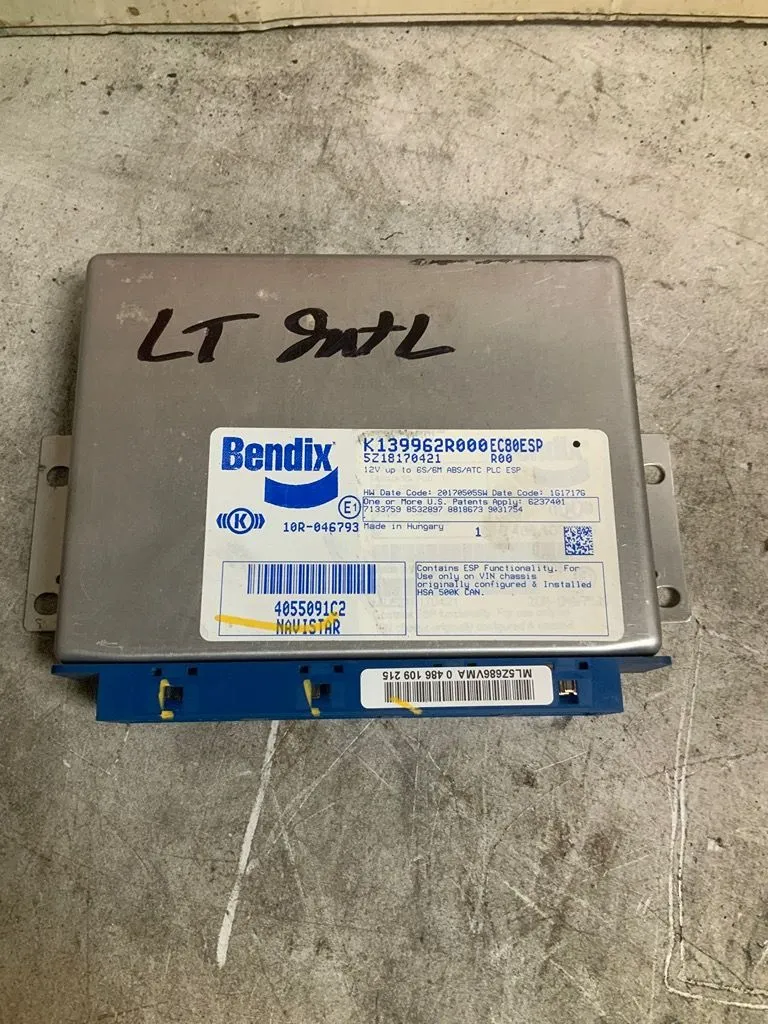 LT Intl
Bendix
K139962R000 EC80ESP
5Z18170421 R00
12V up to 6S/6M ABS/ATC PLC ESP
HW Date Code: 20170505 SW Date Code: 161717G
One or More U.S. Patents Apply: 6237401
7133759 8532897 8818673 9031754
K
E1
10R-046793
Made in Hungary
1
4055091C2
NAVISTAR
Contains ESP Functionality. For
Use only on VIN chassis
originally configured & Installed
HSA 500K CAN.
ML5Z686VMA 0 486 109 215